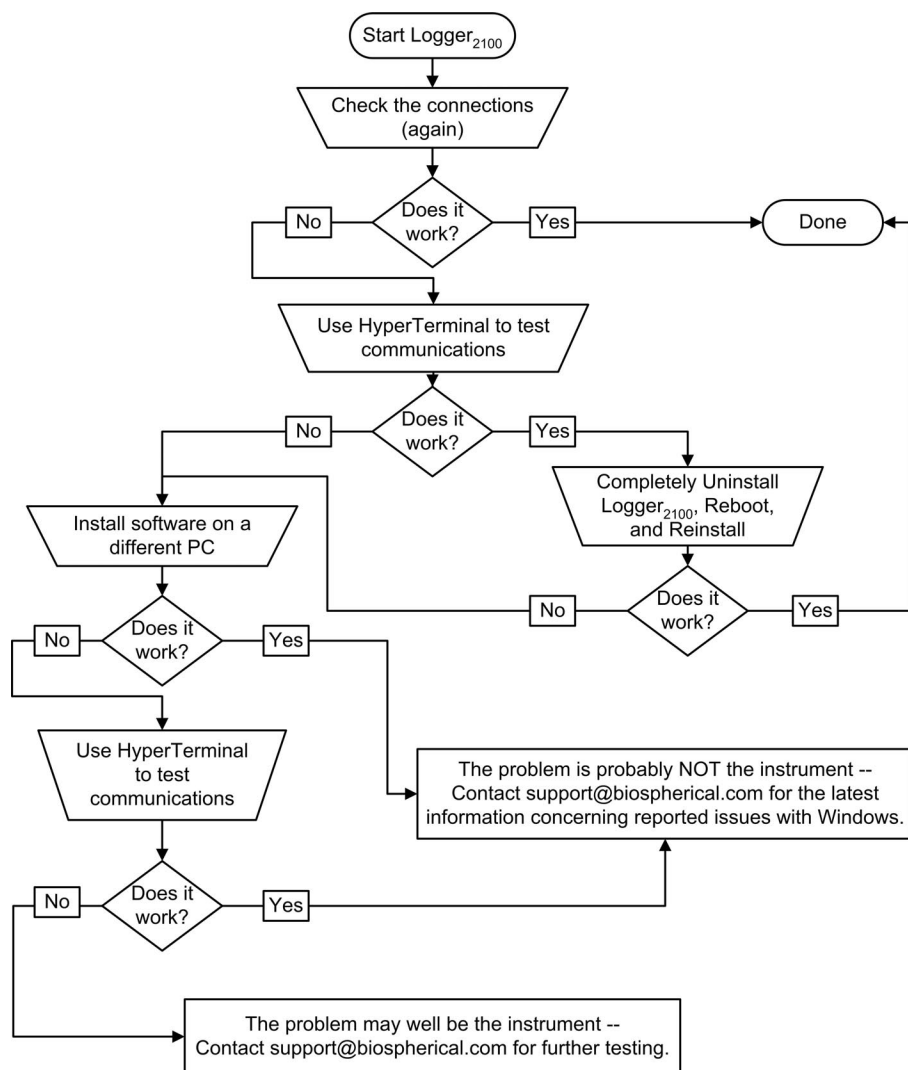 Start Logger2100
Check the connections
(again)
Does it
work?
No
Yes
Done
Use HyperTerminal to test
communications
Does it
work?
No
Yes
Completely Uninstall
Logger2100, Reboot,
and Reinstall
Install software on a
different PC
Does it
work?
No
Yes
Does it
work?
No
Yes
Use HyperTerminal
to test
communications
The problem is probably NOT the instrument --
Contact support@biospherical.com for the latest
information concerning reported issues with Windows.
Does it
work?
No
Yes
The problem may well be the instrument --
Contact support@biospherical.com for further testing.